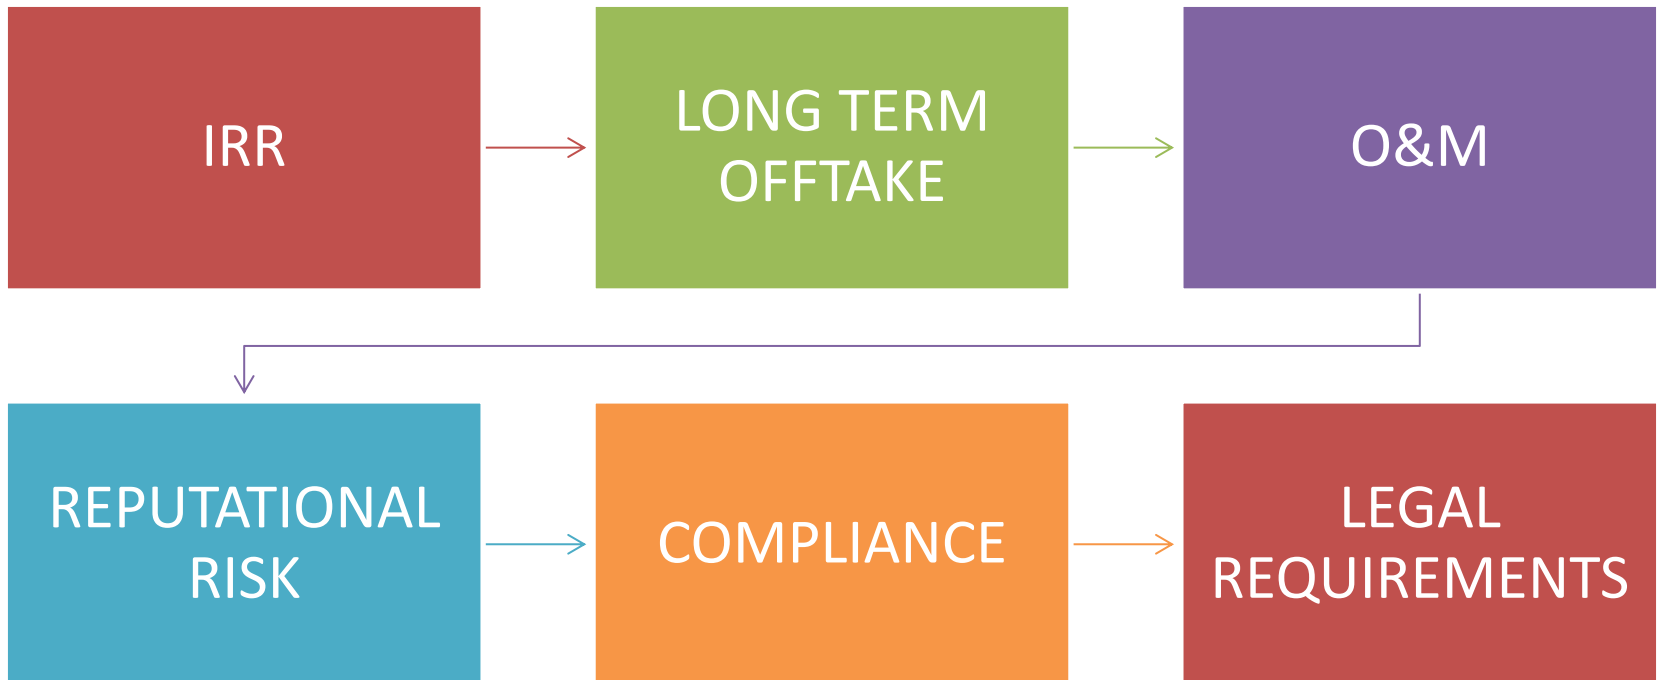 IRR
LONG TERM
OFFTAKE
O&M
REPUTATIONAL
RISK
COMPLIANCE
LEGAL
REQUIREMENTS